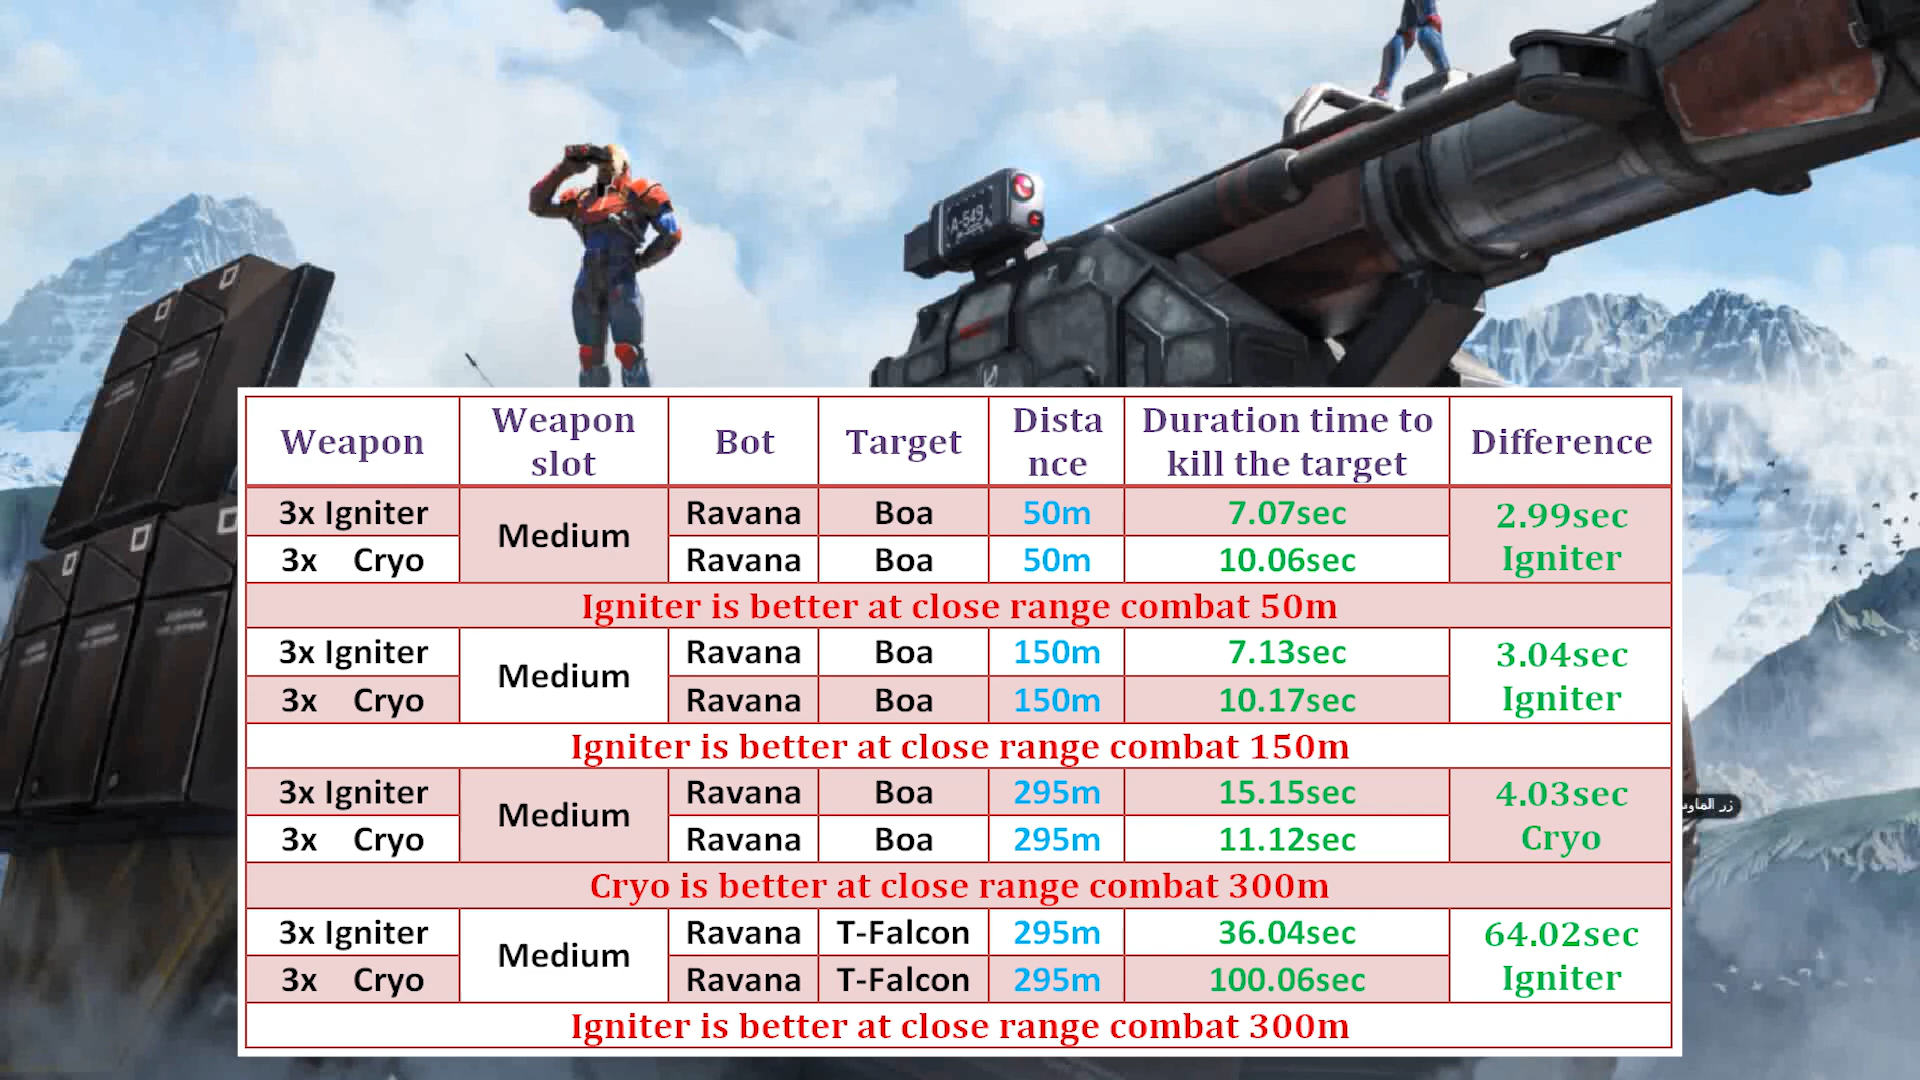 A-549
Weapon Weapon slot Bot Target Dista nce Duration time to kill the target Difference
3x Igniter Medium Ravana Boa 50m 7.07sec 2.99sec Igniter
3x Cryo Ravana Boa 50m 10.06sec
Igniter is better at close range combat 50m
3x Igniter Medium Ravana Boa 150m 7.13sec 3.04sec Igniter
3x Cryo Ravana Boa 150m 10.17sec
Igniter is better at close range combat 150m
3x Igniter Medium Ravana Boa 295m 15.15sec 4.03sec Cryo
3x Cryo Ravana Boa 295m 11.12sec
Cryo is better at close range combat 300m
زر الماوس
3x Igniter Medium Ravana T-Falcon 295m 36.04sec 64.02sec Igniter
3x Cryo Ravana T-Falcon 295m 100.06sec
Igniter is better at close range combat 300m